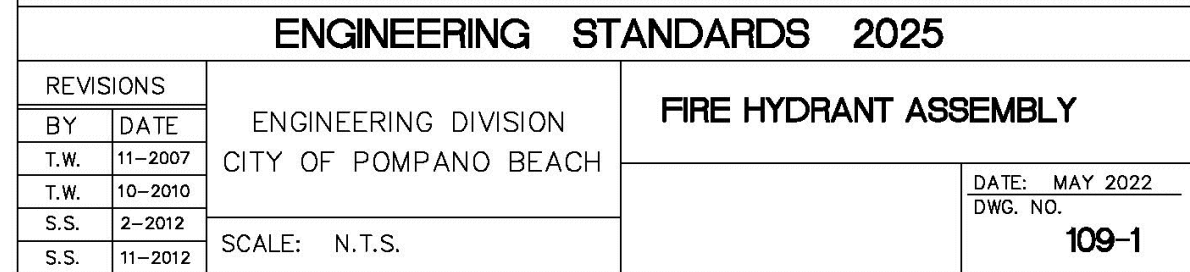 ENGINEERING STANDARDS 2025
REVISIONS
BY DATE
T.W. 11-2007
T.W. 10-2010
S.S. 2-2012
S.S. 11-2012
ENGINEERING DIVISION
CITY OF POMPANO BEACH
SCALE: N.T.S.
FIRE HYDRANT ASSEMBLY
DATE: MAY 2022
DWG. NO.
109-1